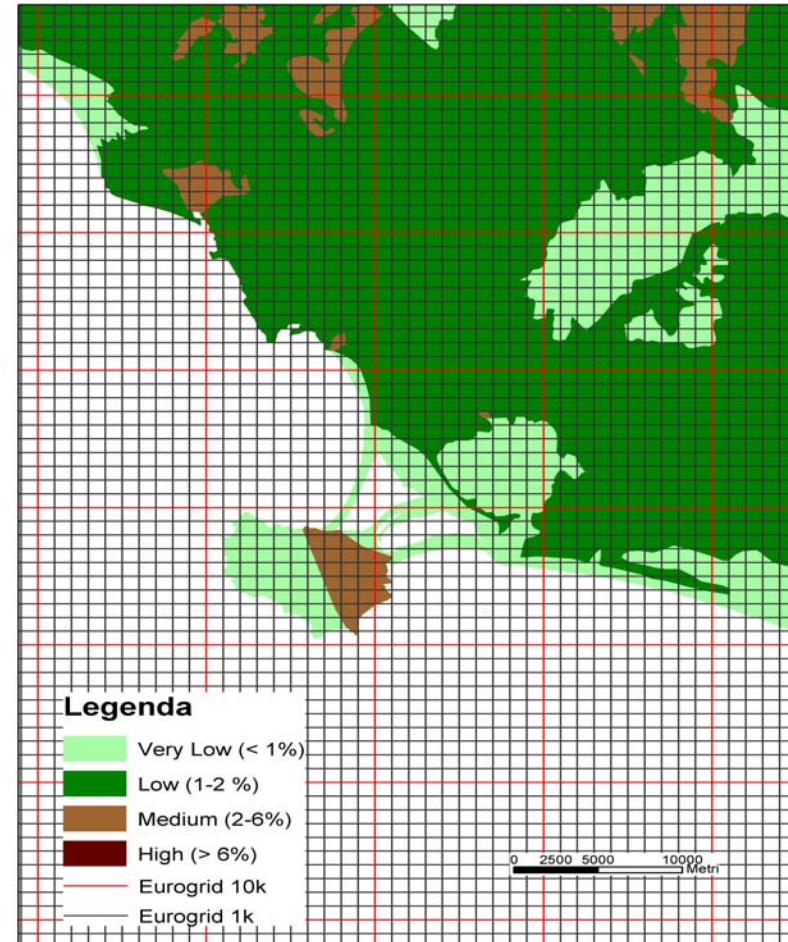 Legenda
Very Low (< 1%)
Low (1-2 %)
Medium (2-6%)
High (> 6%)
Eurogrid 10k
Eurogrid 1k
0 2500 5000 10000
Metri